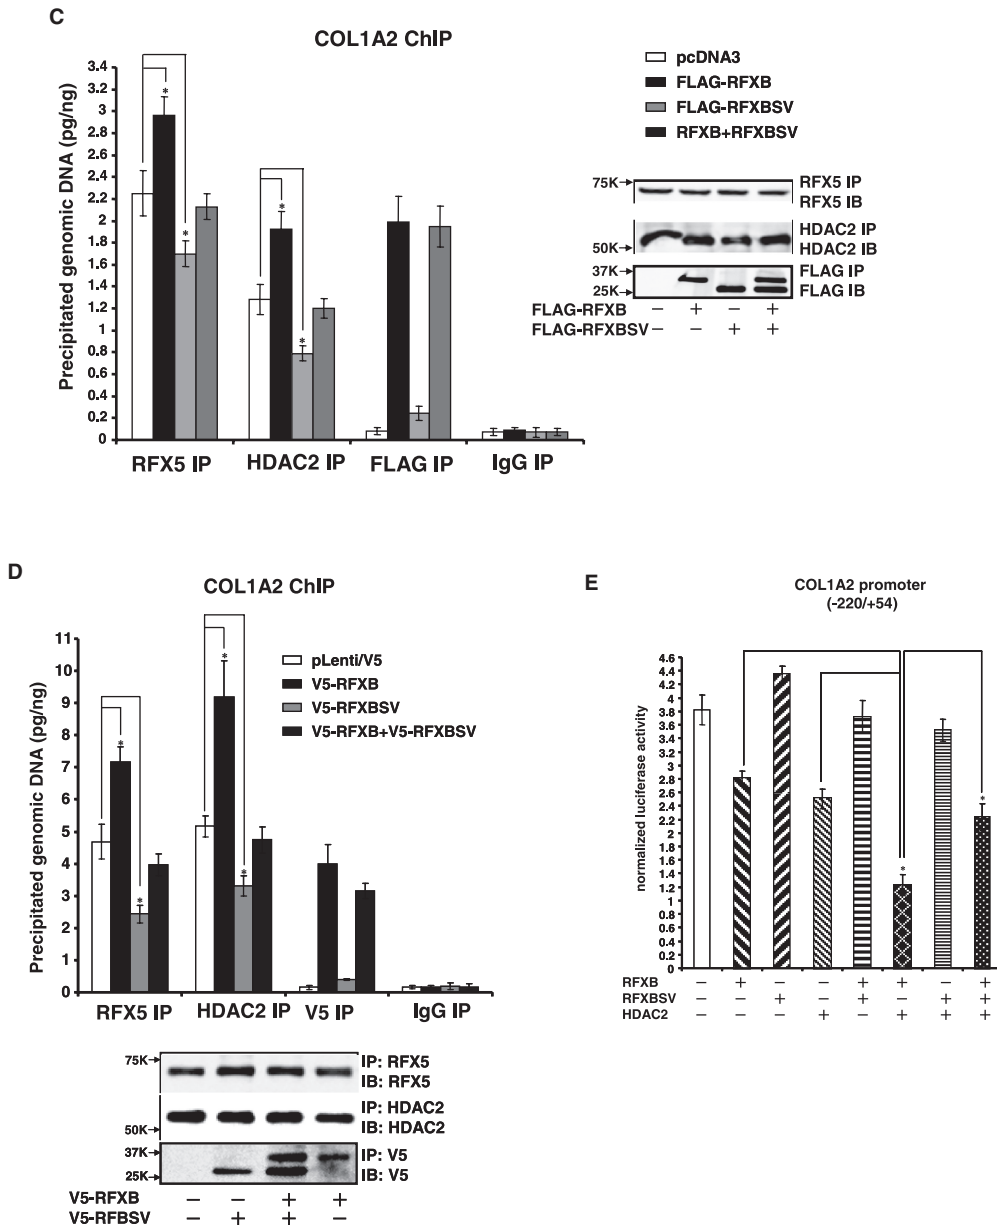 C
COL1A2 ChIP
Precipitated genomic DNA (pg/ng)
3.4
3.2
3
2.8
2.6
2.4
2.2
2
1.8
1.6
1.4
1.2
1
0.8
0.6
0.4
0.2
0
* * * *
RFX5 IP HDAC2 IP FLAG IP IgG IP
pcDNA3
FLAG-RFXB
FLAG-RFXBSV
RFXB+RFXBSV
75K RFX5 IP
RFX5 IB
HDAC2 IP
50K HDAC2 IB
37K FLAG IP
25K FLAG IB
FLAG-RFXB − + − +
FLAG-RFXBSV − − + +
D
COL1A2 ChIP
Precipitated genomic DNA (pg/ng)
11
10
9
8
7
6
5
4
3
2
1
0
* * * *
RFX5 IP HDAC2 IP V5 IP IgG IP
pLenti/V5
V5-RFXB
V5-RFXBSV
V5-RFXB+V5-RFXBSV
75K IP: RFX5
IB: RFX5
IP: HDAC2
50K IB: HDAC2
37K IP: V5
25K IB: V5
V5-RFXB − − + +
V5-RFBSV − + + −
E
COL1A2 promoter
(-220/+54)
normalized luciferase activity
4.6
4.4
4.2
4
3.8
3.6
3.4
3.2
3
2.8
2.6
2.4
2.2
2
1.8
1.6
1.4
1.2
1
0.8
0.6
0.4
0.2
0
* *
RFXB − + − − + + − +
RFXBSV − − + − + − + +
HDAC2 − − − + − + + +